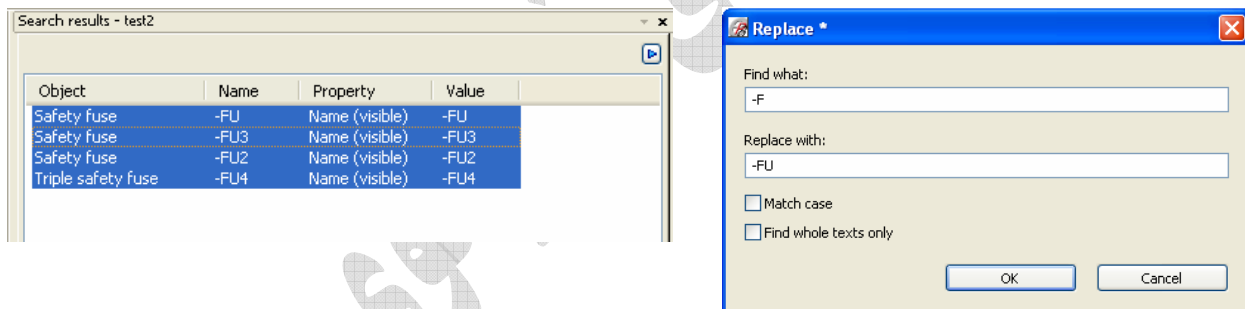 Search results - test2
Object Name Property Value
Safety fuse -FU Name (visible) -FU
Safety fuse -FU3 Name (visible) -FU3
Safety fuse -FU2 Name (visible) -FU2
Triple safety fuse -FU4 Name (visible) -FU4
Replace *
Find what:
-F
Replace with:
-FU
Match case
Find whole texts only
OK Cancel